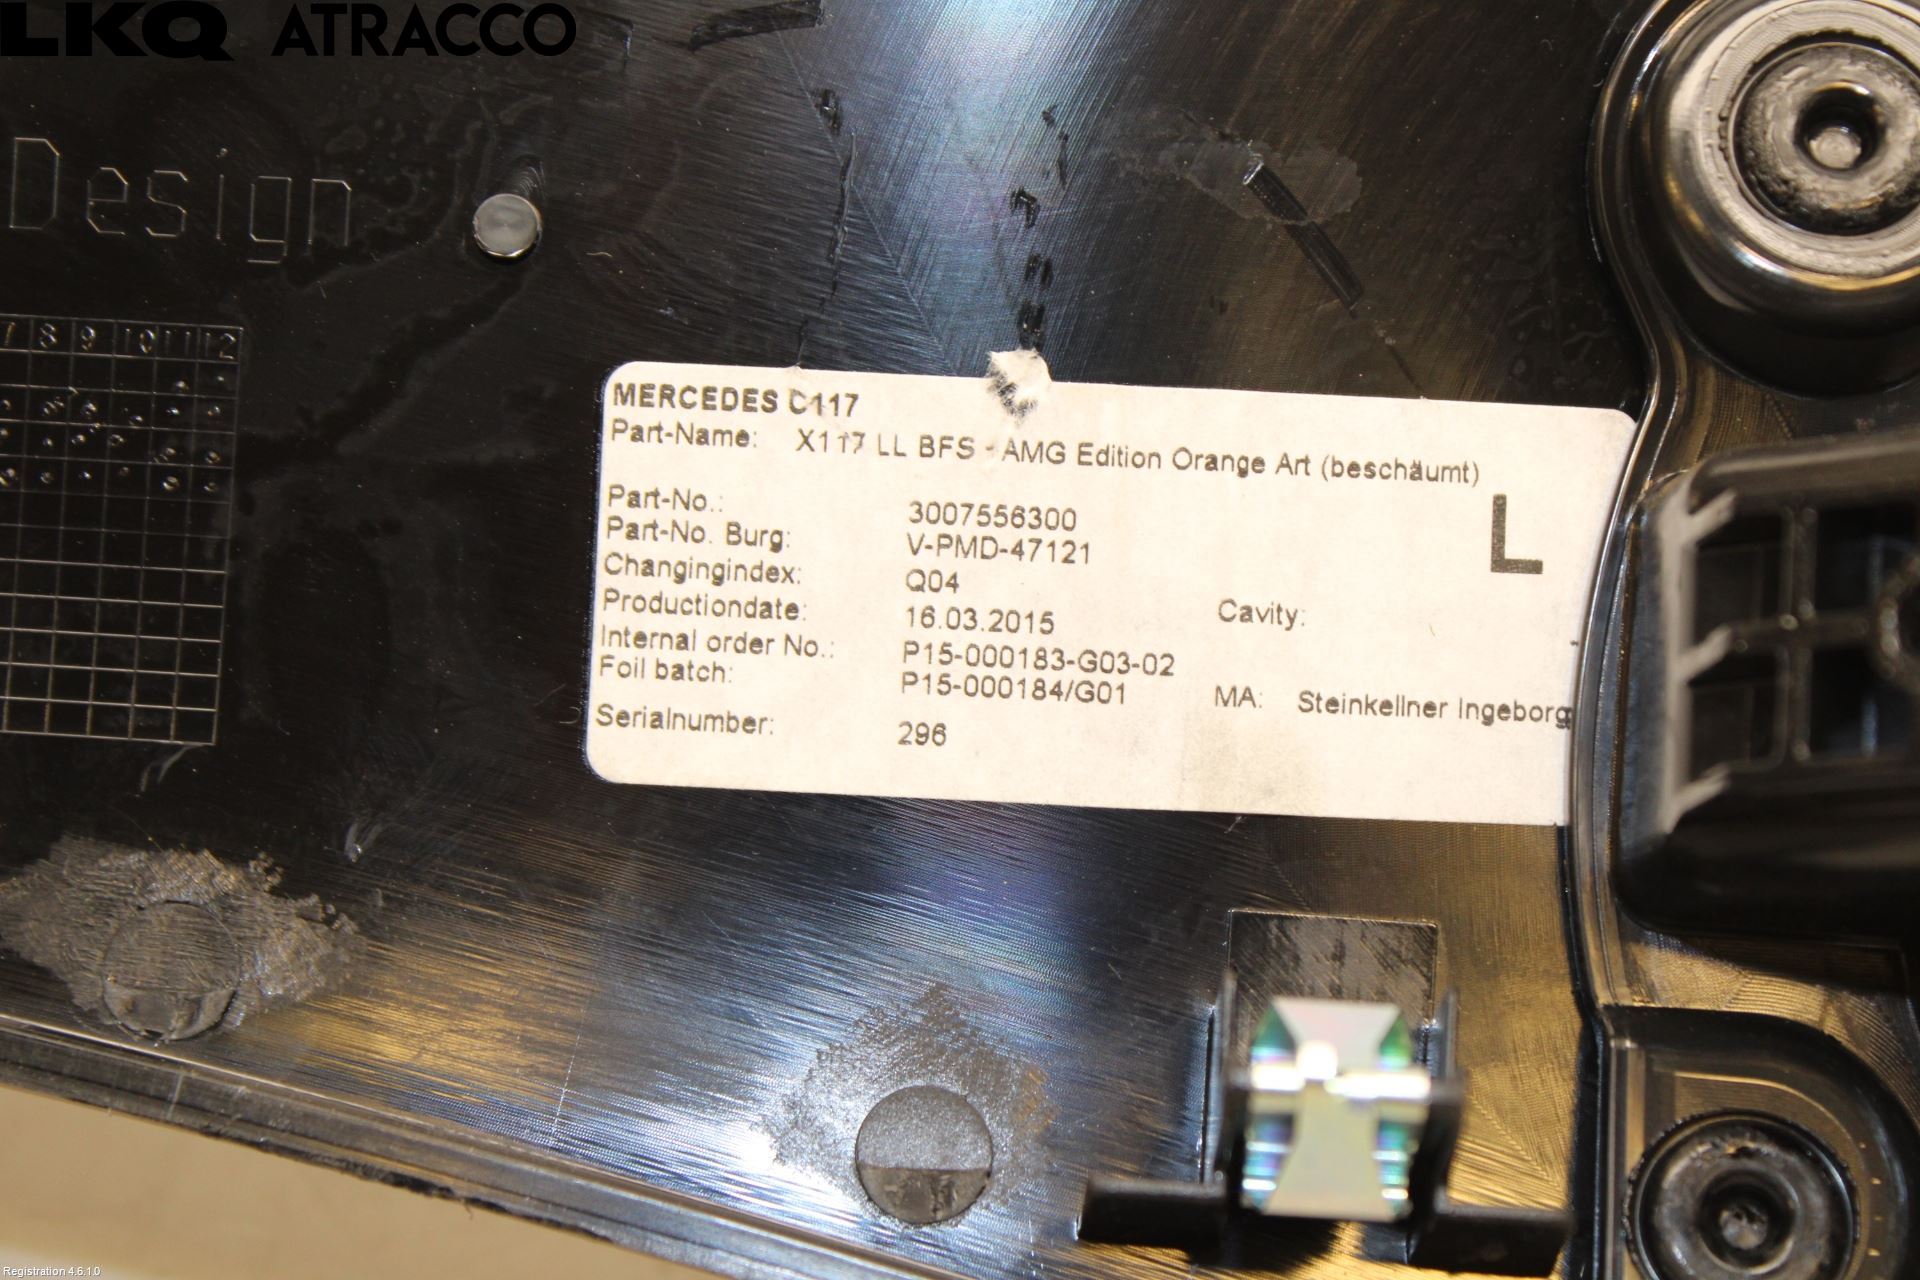 LKQ ATRACCO
Design
7 8 9 10 11 12
MERCEDES C117
Part-Name: X117 LL BFS - AMG Edition Orange Art (beschäumt)
L
Part-No.: 3007556300
Part-No. Burg: V-PMD-47121
Changingindex: Q04
Productiondate: 16.03.2015 Cavity:
Internal order No.: P15-000183-G03-02
Foil batch: P15-000184/G01 MA: Steinkellner Ingeborg
Serialnumber: 296
Registration 4.6.1.0